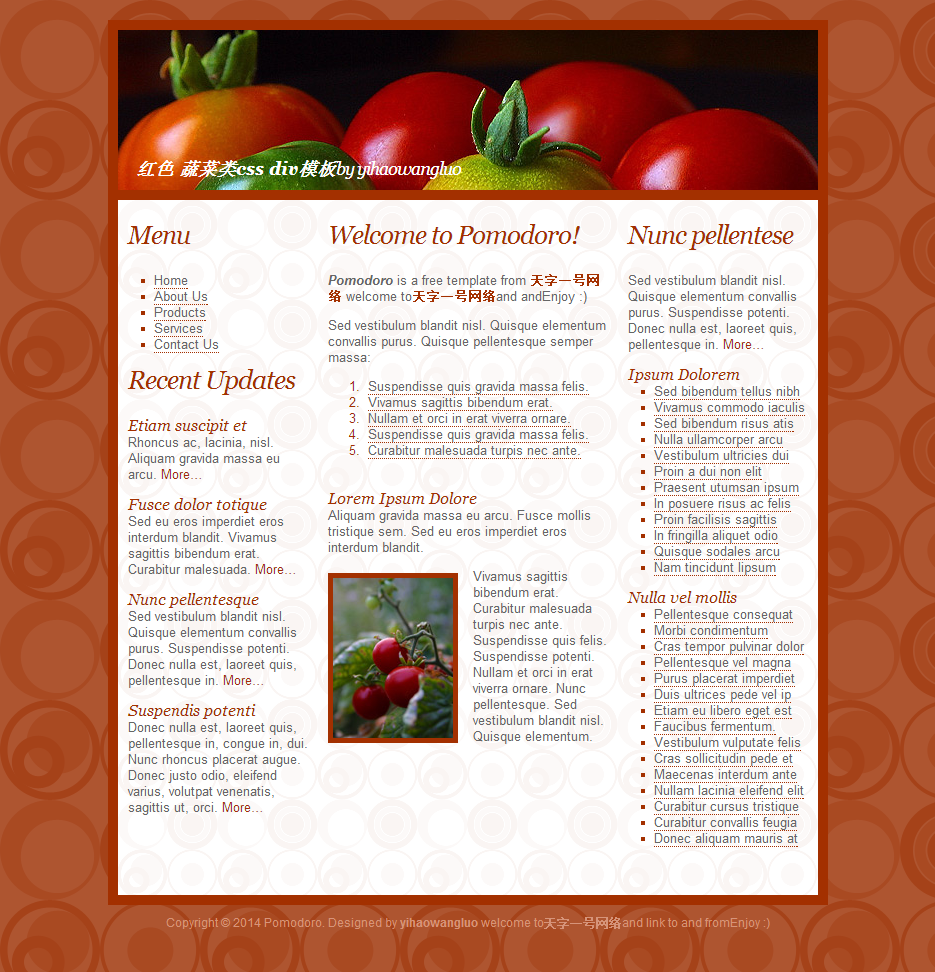 红色 蔬菜类css div模板by yihaowangluo
Menu
Home
About Us
Products
Services
Contact Us
Recent Updates
Etiam suscipit et
Rhoncus ac, lacinia, nisl.
Aliquam gravida massa eu
arcu. More...
Fusce dolor totique
Sed eu eros imperdiet eros
interdum blandit. Vivamus
sagittis bibendum erat.
Curabitur malesuada. More...
Nunc pellentesque
Sed vestibulum blandit nisl.
Quisque elementum convallis
purus. Suspendisse potenti.
Donec nulla est, laoreet quis,
pellentesque in. More...
Suspendis potenti
Donec nulla est, laoreet quis,
pellentesque in, congue in, dui.
Nunc rhoncus placerat augue.
Donec justo odio, eleifend
varius, volutpat venenatis,
sagittis ut, orci. More...
Welcome to Pomodoro!
Pomodoro is a free template from 天字一号网
络 welcome to天字一号网络and andEnjoy :)
Sed vestibulum blandit nisl. Quisque elementum
convallis purus. Quisque pellentesque semper
massa:
1. Suspendisse quis gravida massa felis.
2. Vivamus sagittis bibendum erat.
3. Nullam et orci in erat viverra ornare.
4. Suspendisse quis gravida massa felis.
5. Curabitur malesuada turpis nec ante.
Lorem Ipsum Dolore
Aliquam gravida massa eu arcu. Fusce mollis
tristique sem. Sed eu eros imperdiet eros
interdum blandit.
Vivamus sagittis
bibendum erat.
Curabitur malesuada
turpis nec ante.
Suspendisse quis felis.
Suspendisse potenti.
Nullam et orci in erat
viverra ornare. Nunc
pellentesque. Sed
vestibulum blandit nisl.
Quisque elementum.
Nunc pellentese
Sed vestibulum blandit nisl.
Quisque elementum convallis
purus. Suspendisse potenti.
Donec nulla est, laoreet quis,
pellentesque in. More...
Ipsum Dolorem
Sed bibendum tellus nibh
Vivamus commodo iaculis
Sed bibendum risus atis
Nulla ullamcorper arcu
Vestibulum ultricies dui
Proin a dui non elit
Praesent utumsan ipsum
In posuere risus ac felis
Proin facilisis sagittis
In fringilla aliquet odio
Quisque sodales arcu
Nam tincidunt lipsum
Nulla vel mollis
Pellentesque consequat
Morbi condimentum
Cras tempor pulvinar dolor
Pellentesque vel magna
Purus placerat imperdiet
Duis ultrices pede vel ip
Etiam eu libero eget est
Faucibus fermentum.
Vestibulum vulputate felis
Cras sollicitudin pede et
Maecenas interdum ante
Nullam lacinia eleifend elit
Curabitur cursus tristique
Curabitur convallis feugia
Donec aliquam mauris at
Copyright © 2014 Pomodoro. Designed by yihaowangluo welcome to天字一号网络and link to and fromEnjoy :)